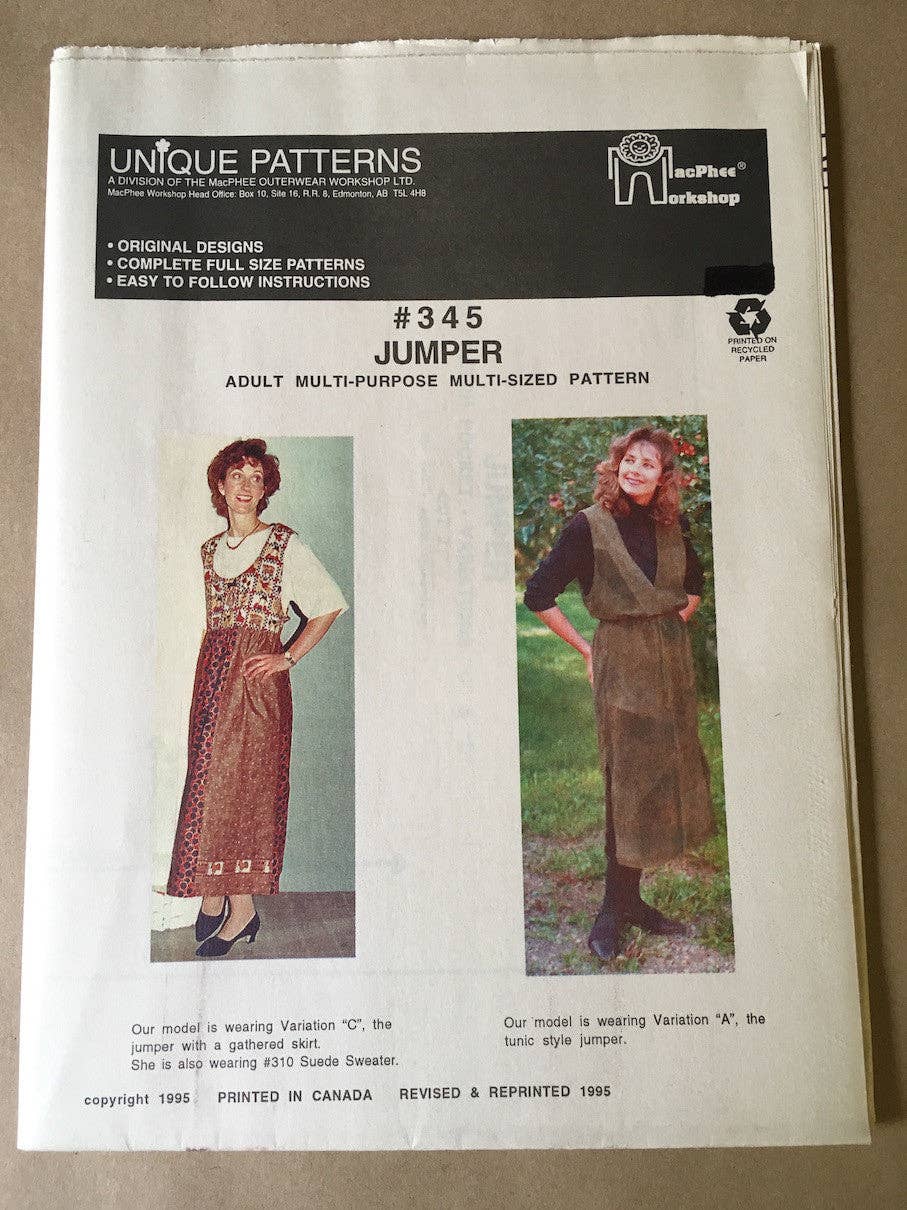 UNIQUE PATTERNS
A DIVISION OF THE MacPHEE OUTERWEAR WORKSHOP LTD.
MacPhee Workshop Head Office: Box 10, Site 16, R.R. 8, Edmonton, AB T5L 4H8
MacPhee®
Workshop
• ORIGINAL DESIGNS
• COMPLETE FULL SIZE PATTERNS
• EASY TO FOLLOW INSTRUCTIONS
#345
JUMPER
ADULT MULTI-PURPOSE MULTI-SIZED PATTERN
PRINTED ON
RECYCLED
PAPER
Our model is wearing Variation “C”, the
jumper with a gathered skirt.
She is also wearing #310 Suede Sweater.
Our model is wearing Variation “A”, the
tunic style jumper.
copyright 1995 PRINTED IN CANADA REVISED & REPRINTED 1995